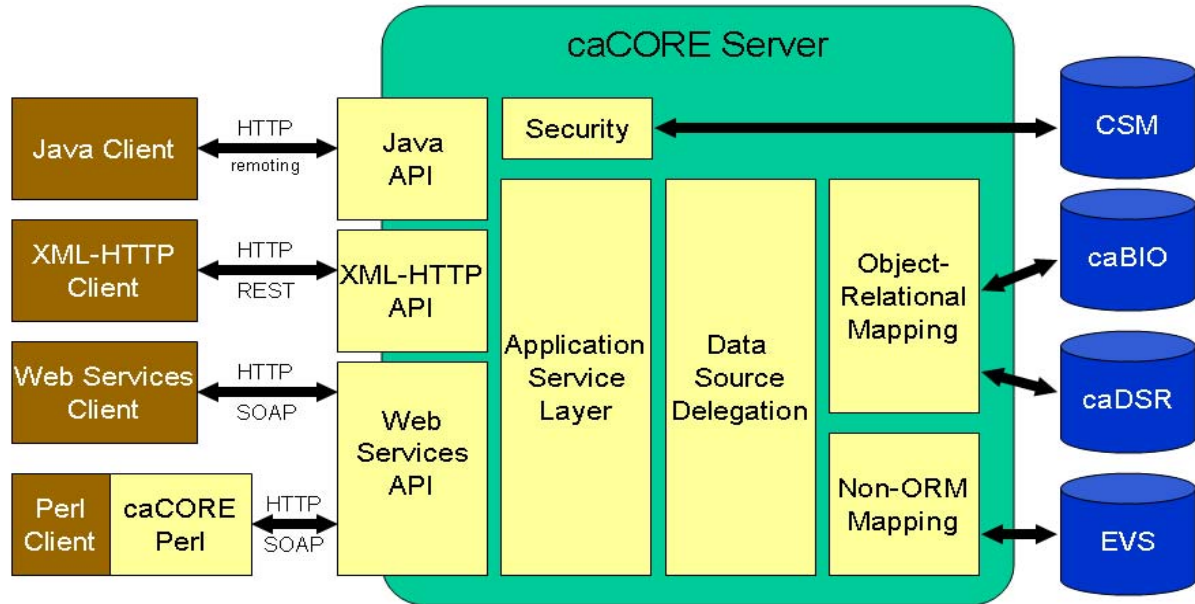 caCORE Server
Java Client
HTTP
remoting
Java
API
Security
CSM
XML-HTTP
Client
HTTP
REST
XML-HTTP
API
Application
Service
Layer
Data
Source
Delegation
Object-
Relational
Mapping
caBIO
Web Services
Client
HTTP
SOAP
Web
Services
API
caDSR
Perl
Client
caCORE
Perl
HTTP
SOAP
Non-ORM
Mapping
EVS